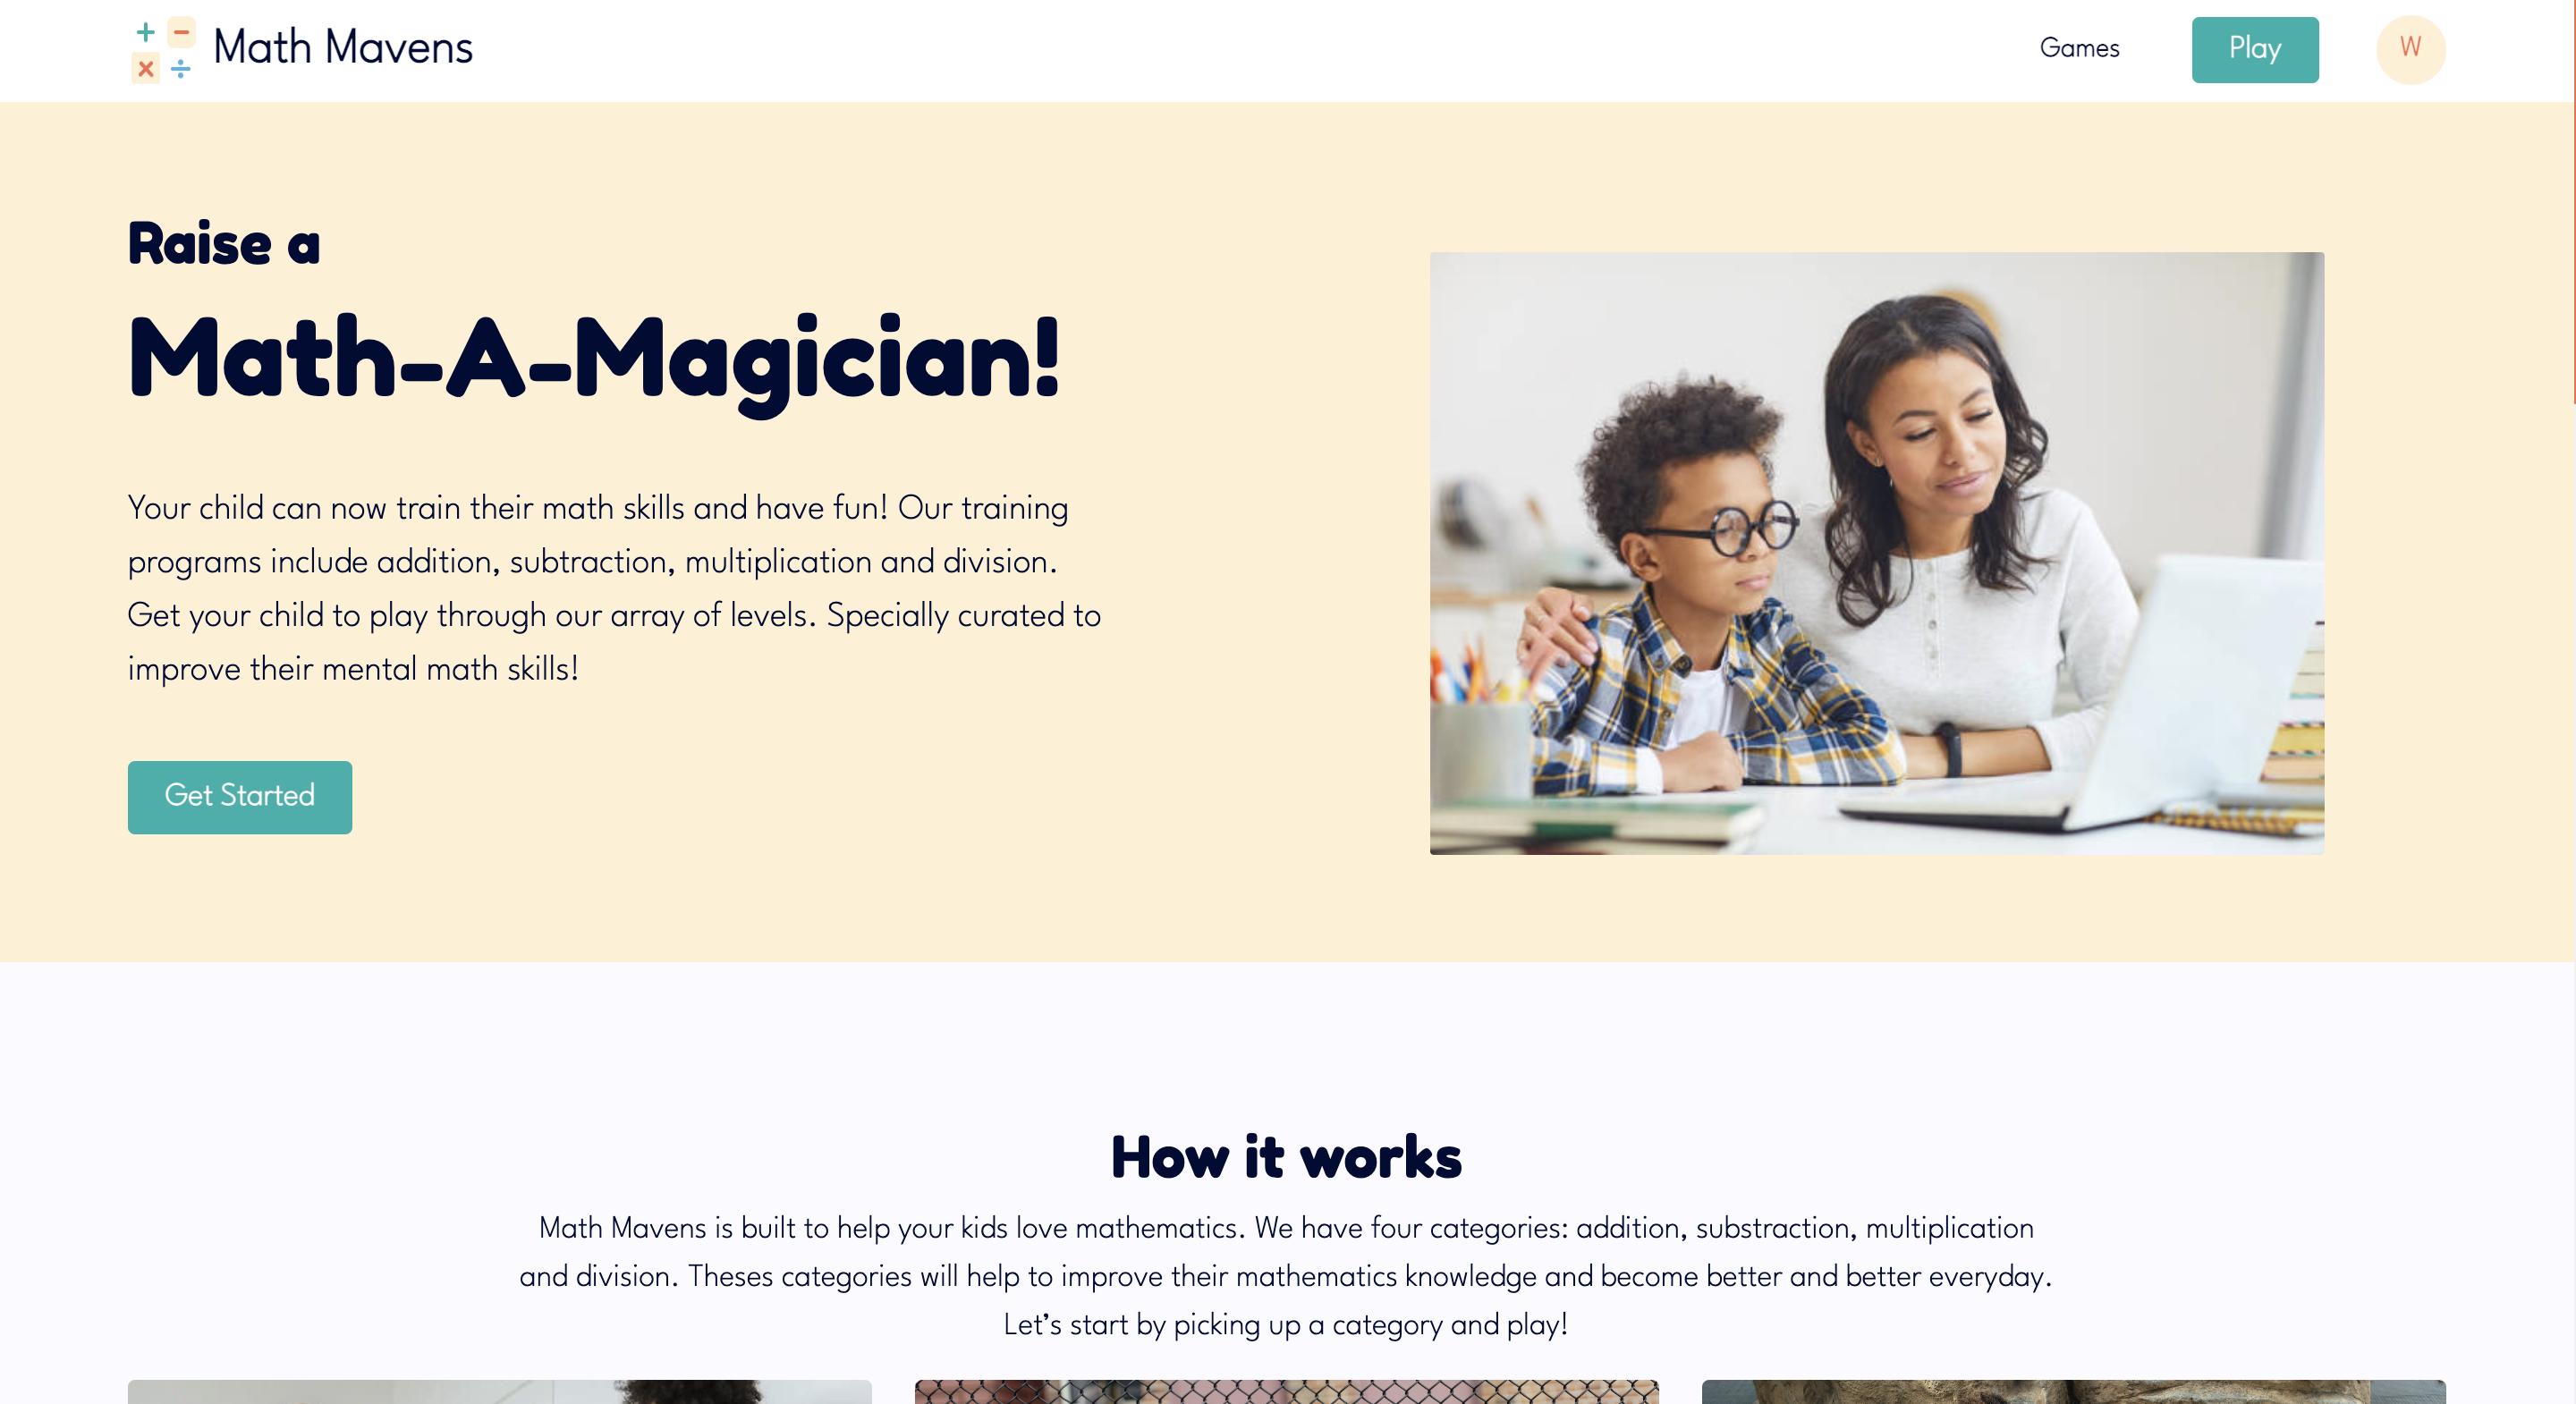 Math Mavens
Games
Play
W
Raise a
Math-A-Magician!
Your child can now train their math skills and have fun! Our training
programs include addition, subtraction, multiplication and division.
Get your child to play through our array of levels. Specially curated to
improve their mental math skills!
Get Started
How it works
Math Mavens is built to help your kids love mathematics. We have four categories: addition, substraction, multiplication
and division. Theses categories will help to improve their mathematics knowledge and become better and better everyday.
Let’s start by picking up a category and play!